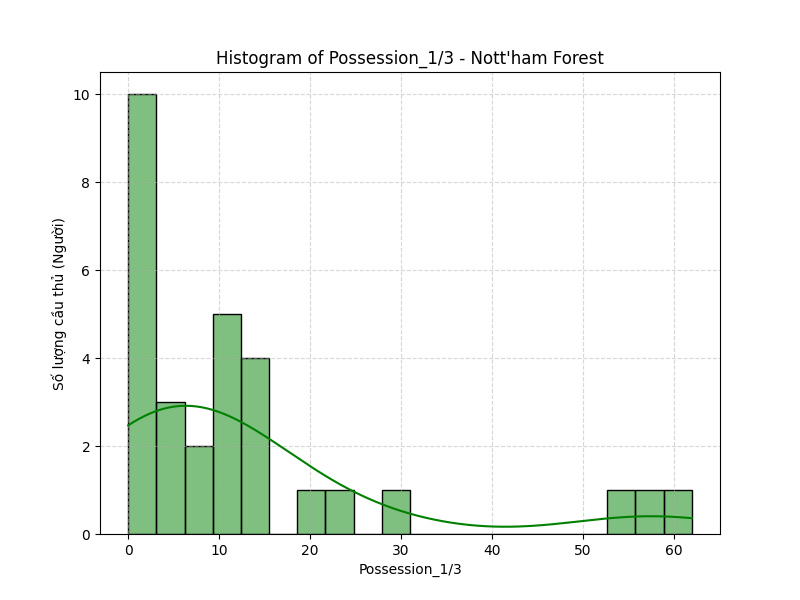 Histogram of Possession_1/3 - Nott'ham Forest
Số lượng cầu thủ (Người)
10
8
6
4
2
0
0 10 20 30 40 50 60
Possession_1/3